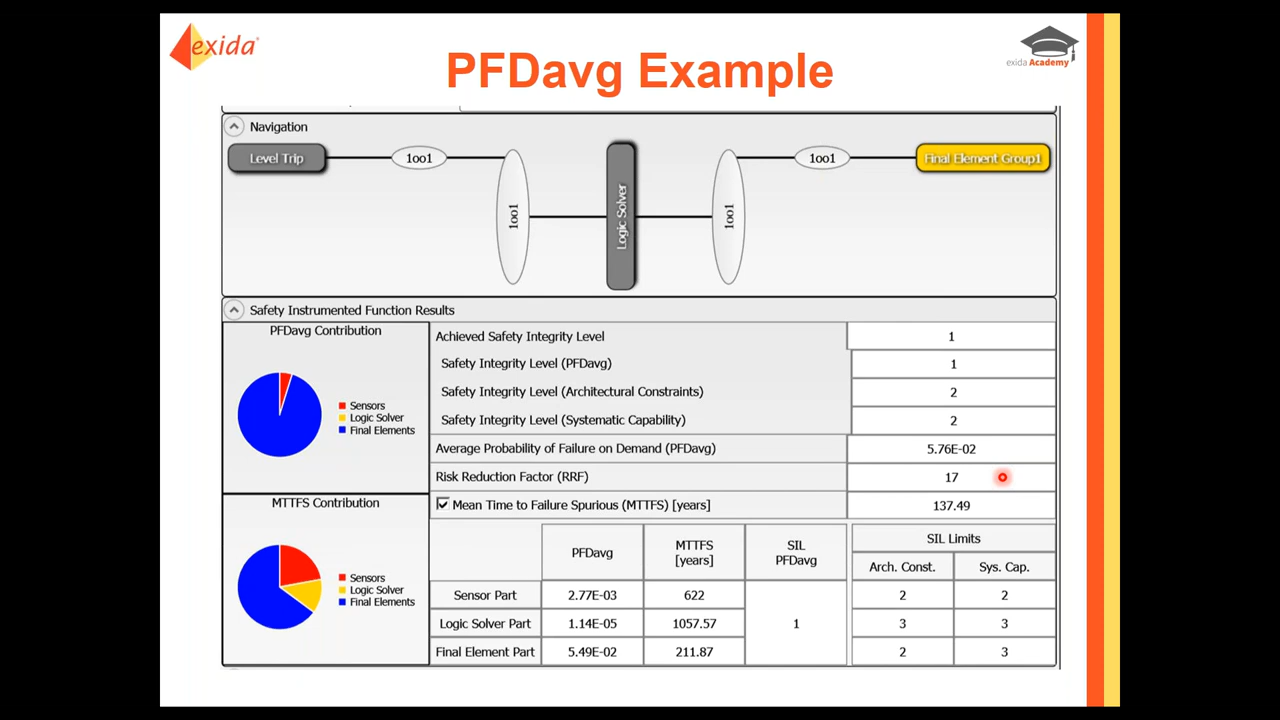 exida
PFDavg Example
exida Academy
Navigation
Level Trip
1oo1
1oo1
Logic Solver
1oo1
1oo1
Final Element Group1
Safety Instrumented Function Results
PFDavg Contribution
Sensors
Logic Solver
Final Elements
Achieved Safety Integrity Level 1
Safety Integrity Level (PFDavg) 1
Safety Integrity Level (Architectural Constraints) 2
Safety Integrity Level (Systematic Capability) 2
Average Probability of Failure on Demand (PFDavg) 5.76E-02
Risk Reduction Factor (RRF) 17
MTTFS Contribution
Sensors
Logic Solver
Final Elements
Mean Time to Failure Spurious (MTTFS) [years] 137.49
PFDavg
MTTFS
[years]
SIL
PFDavg
SIL Limits
Arch. Const. Sys. Cap.
Sensor Part 2.77E-03 622 2 2
Logic Solver Part 1.14E-05 1057.57 1 3 3
Final Element Part 5.49E-02 211.87 2 3